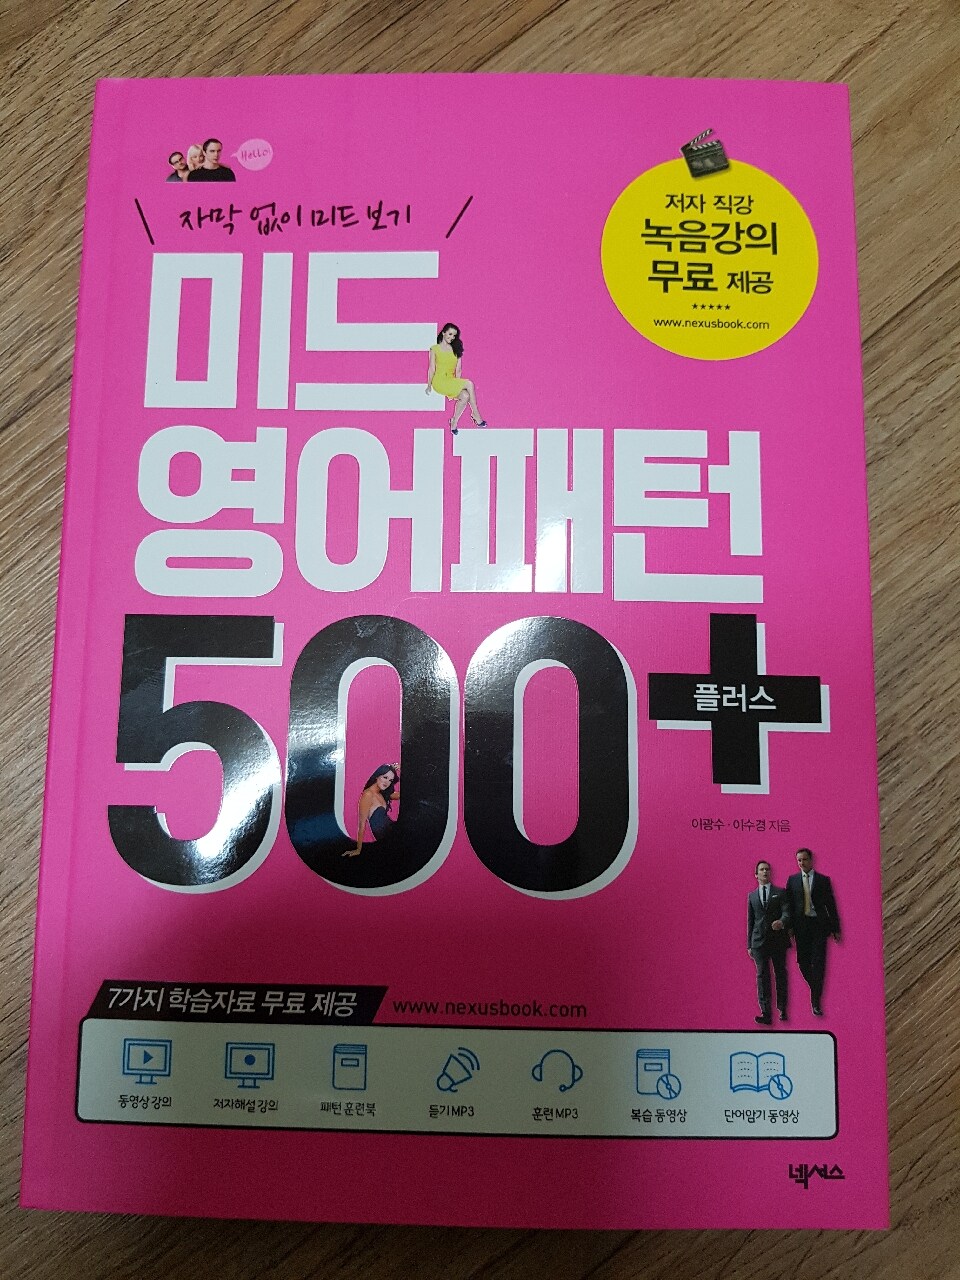 Hello!
자막 없이 미드 보기
미드
영어패턴
500+
플러스
저자 직강
녹음강의
무료 제공
★★★★★
www.nexusbook.com
이광수·이수경 지음
7가지 학습자료 무료 제공
www.nexusbook.com
동영상 강의
저자해설 강의
패턴 훈련북
듣기 MP3
훈련 MP3
복습 동영상
단어암기 동영상
넥서스